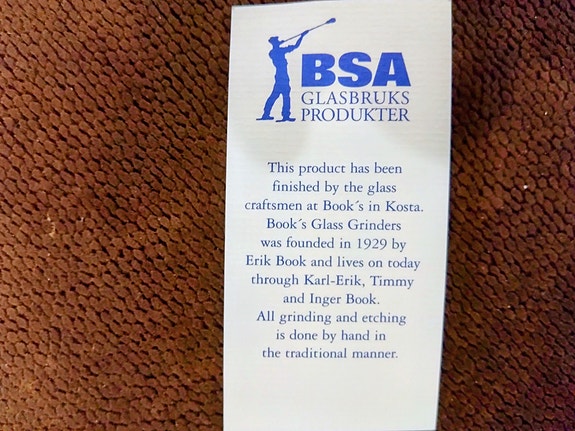 BSA
GLASBRUKS
PRODUKTER
This product has been
finished by the glass
craftsmen at Book´s in Kosta.
Book´s Glass Grinders
was founded in 1929 by
Erik Book and lives on today
through Karl-Erik, Timmy
and Inger Book.
All grinding and etching
is done by hand in
the traditional manner.